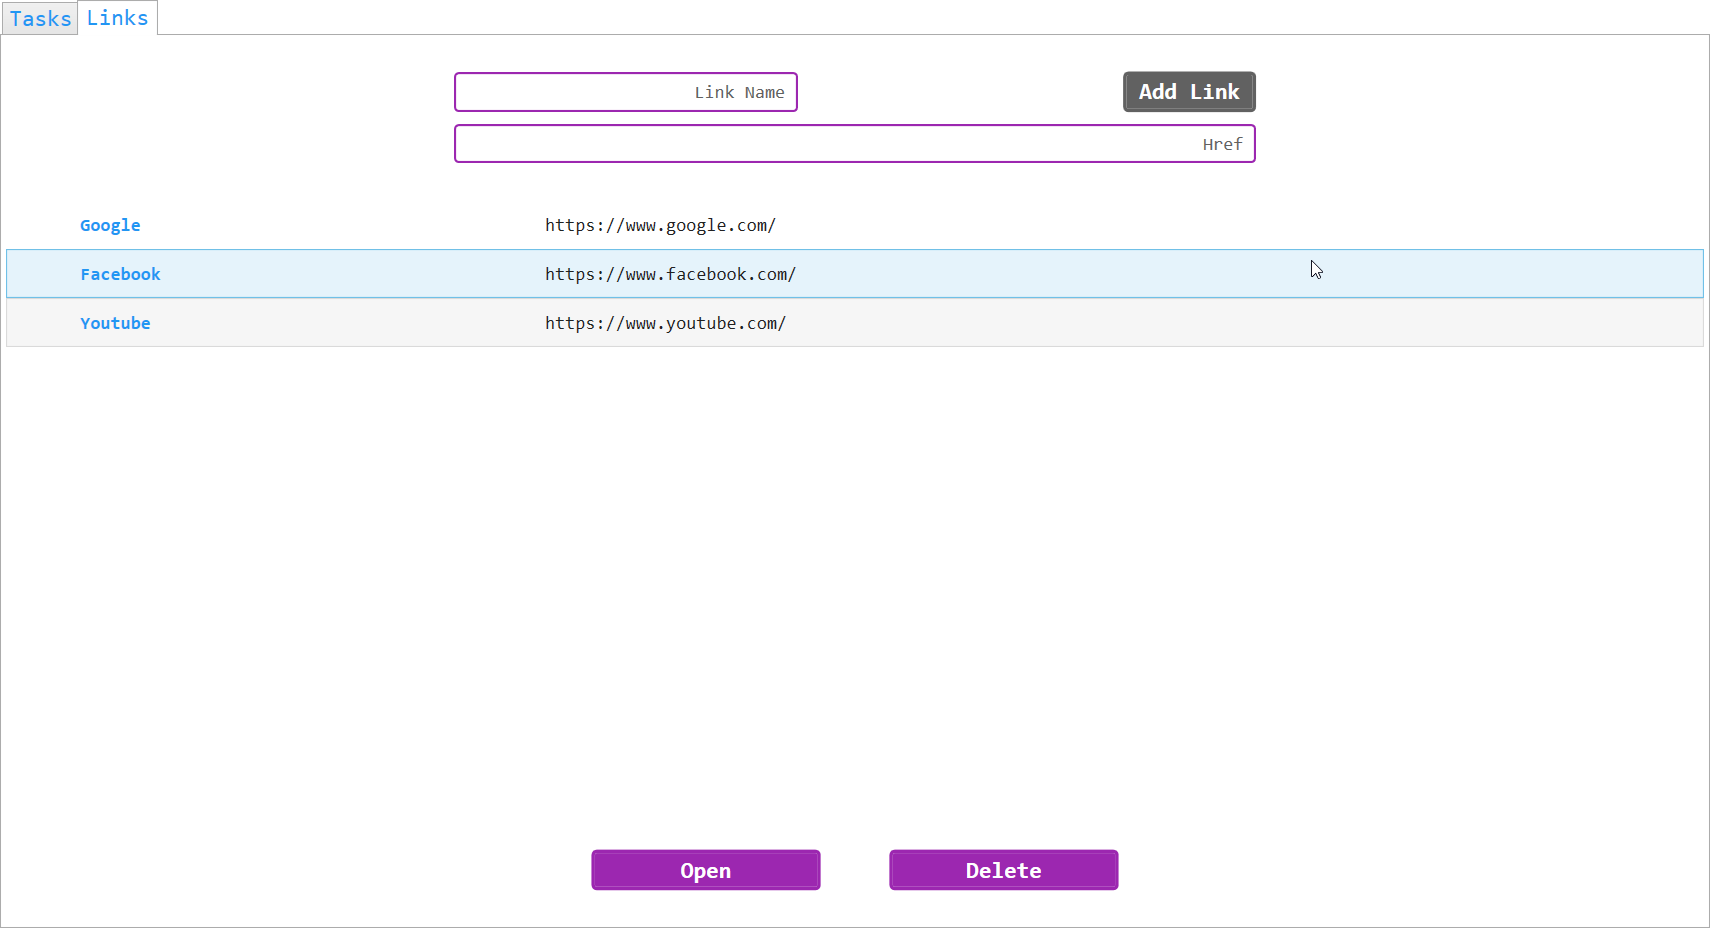 Tasks Links
Link Name Add Link
Href
Google https://www.google.com/
Facebook https://www.facebook.com/
Youtube https://www.youtube.com/
Open Delete